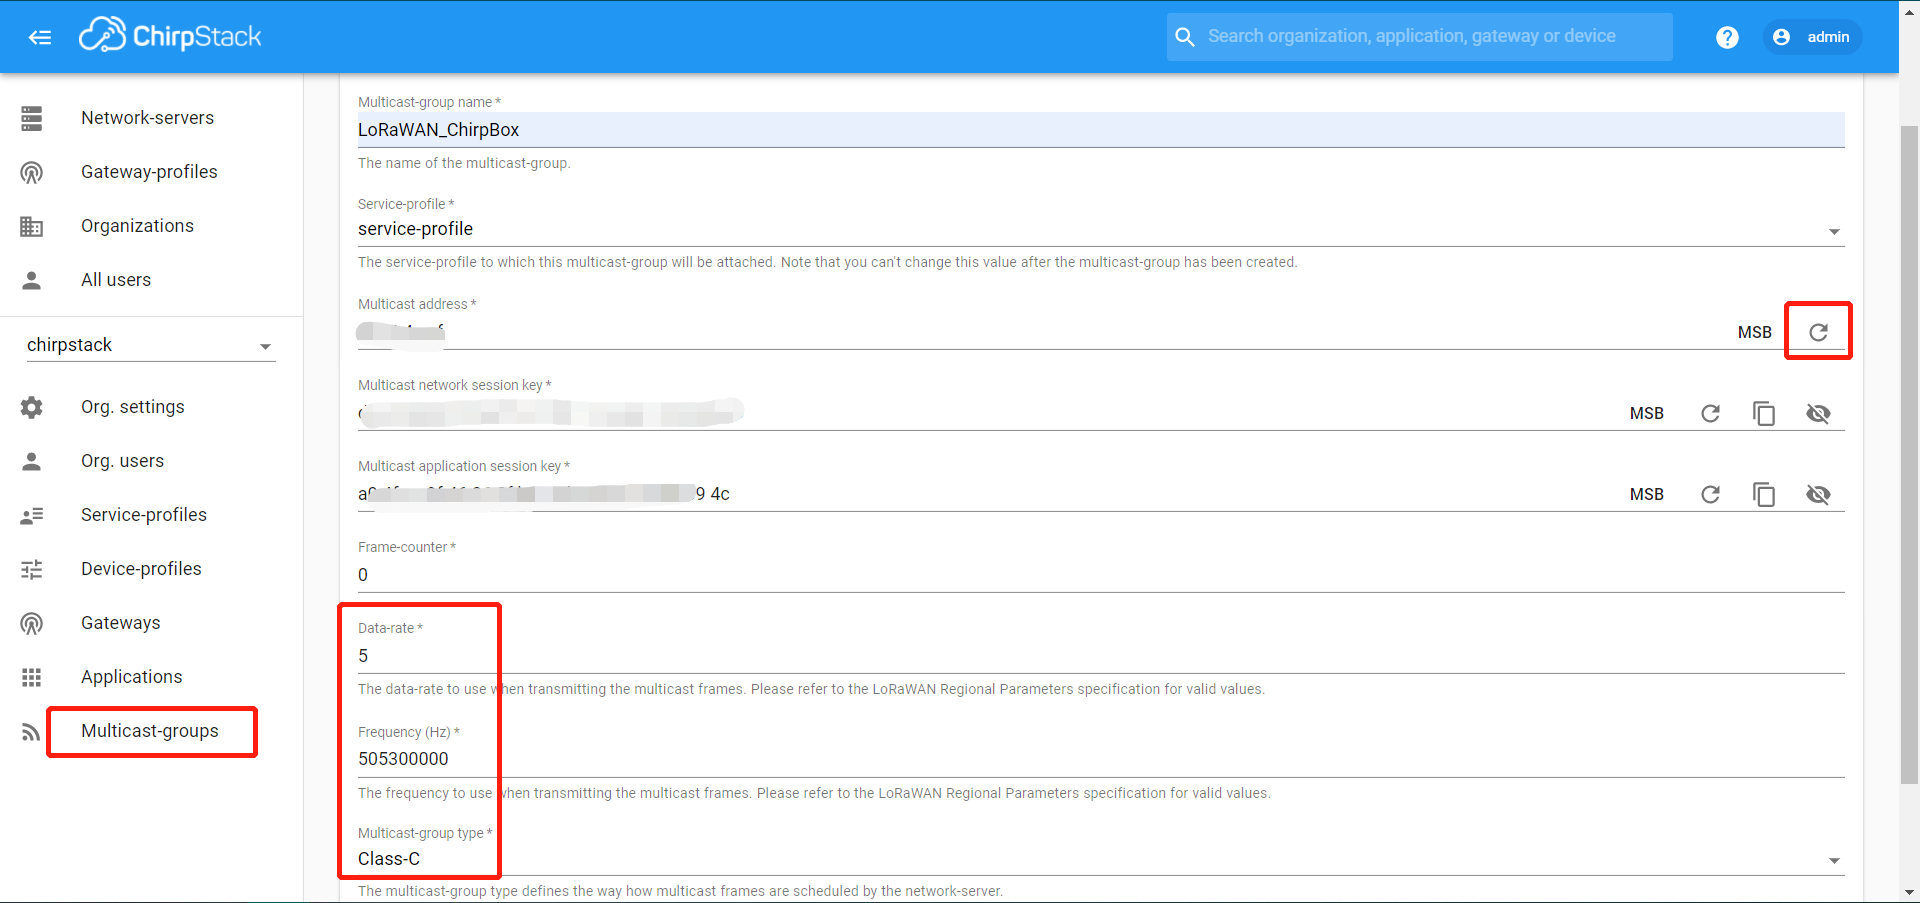 ChirpStack
Search organization, application, gateway or device
? admin
Network-servers
Gateway-profiles
Organizations
All users
chirpstack
Org. settings
Org. users
Service-profiles
Device-profiles
Gateways
Applications
Multicast-groups
Multicast-group name *
LoRaWAN_ChirpBox
The name of the multicast-group.
Service-profile *
service-profile
The service-profile to which this multicast-group will be attached. Note that you can't change this value after the multicast-group has been created.
Multicast address *
MSB
Multicast network session key *
MSB
Multicast application session key *
9 4c MSB
Frame-counter *
0
Data-rate *
5
The data-rate to use when transmitting the multicast frames. Please refer to the LoRaWAN Regional Parameters specification for valid values.
Frequency (Hz) *
505300000
The frequency to use when transmitting the multicast frames. Please refer to the LoRaWAN Regional Parameters specification for valid values.
Multicast-group type *
Class-C
The multicast-group type defines the way how multicast frames are scheduled by the network-server.